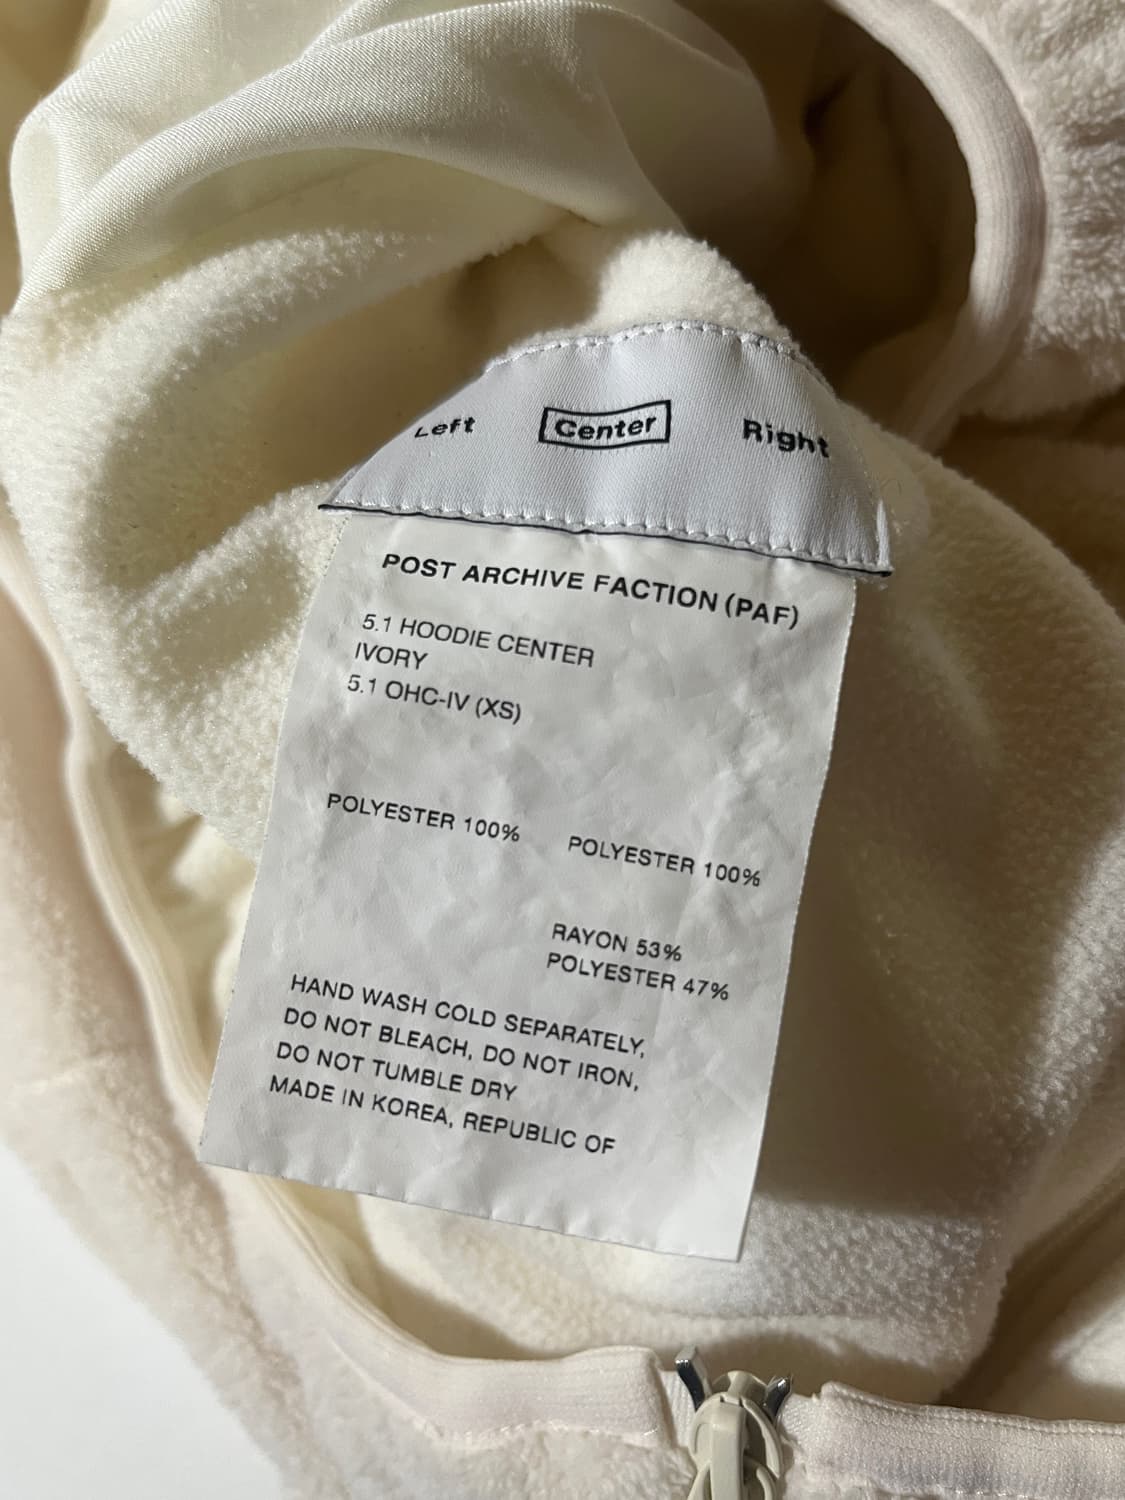 Left Center Right
POST ARCHIVE FACTION (PAF)
5.1 HOODIE CENTER
IVORY
5.1 OHC-IV (XS)
POLYESTER 100% POLYESTER 100%
RAYON 53%
POLYESTER 47%
HAND WASH COLD SEPARATELY,
DO NOT BLEACH, DO NOT IRON,
DO NOT TUMBLE DRY
MADE IN KOREA, REPUBLIC OF